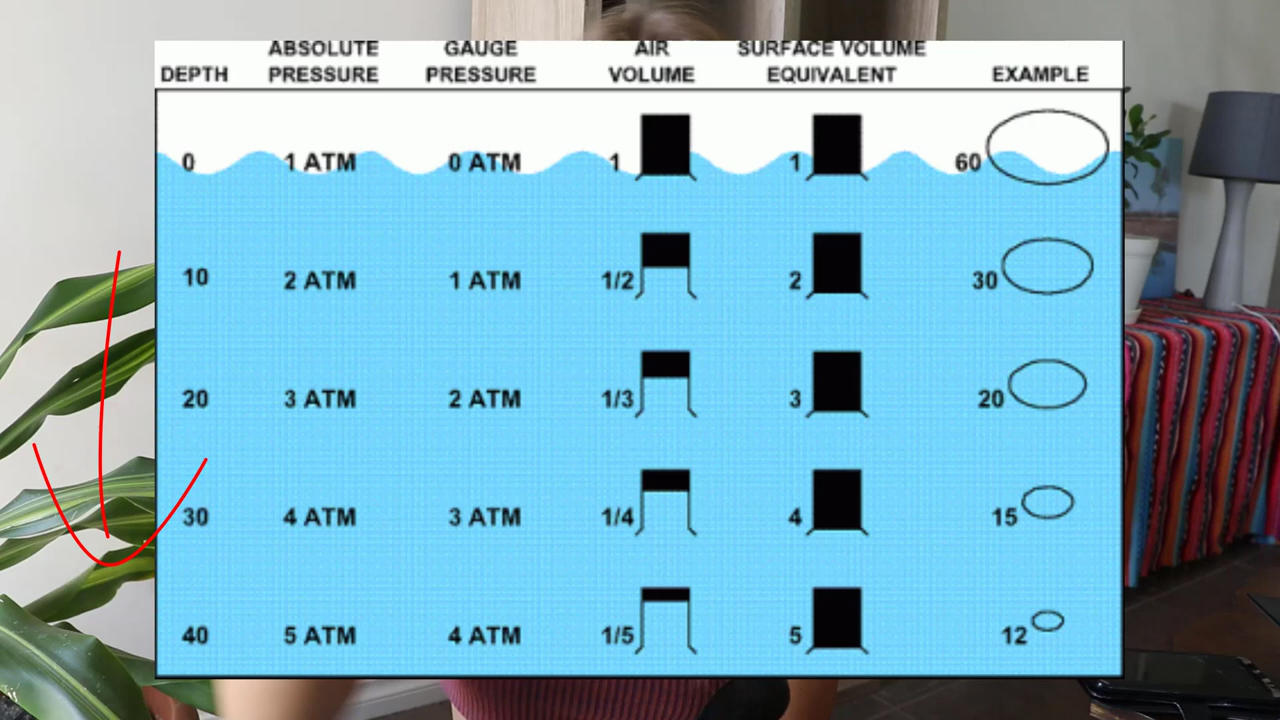 ABSOLUTE GAUGE AIR SURFACE VOLUME
DEPTH PRESSURE PRESSURE VOLUME EQUIVALENT EXAMPLE
0 1 ATM 0 ATM 1 1 60
10 2 ATM 1 ATM 1/2 2 30
20 3 ATM 2 ATM 1/3 3 20
30 4 ATM 3 ATM 1/4 4 15
40 5 ATM 4 ATM 1/5 5 12